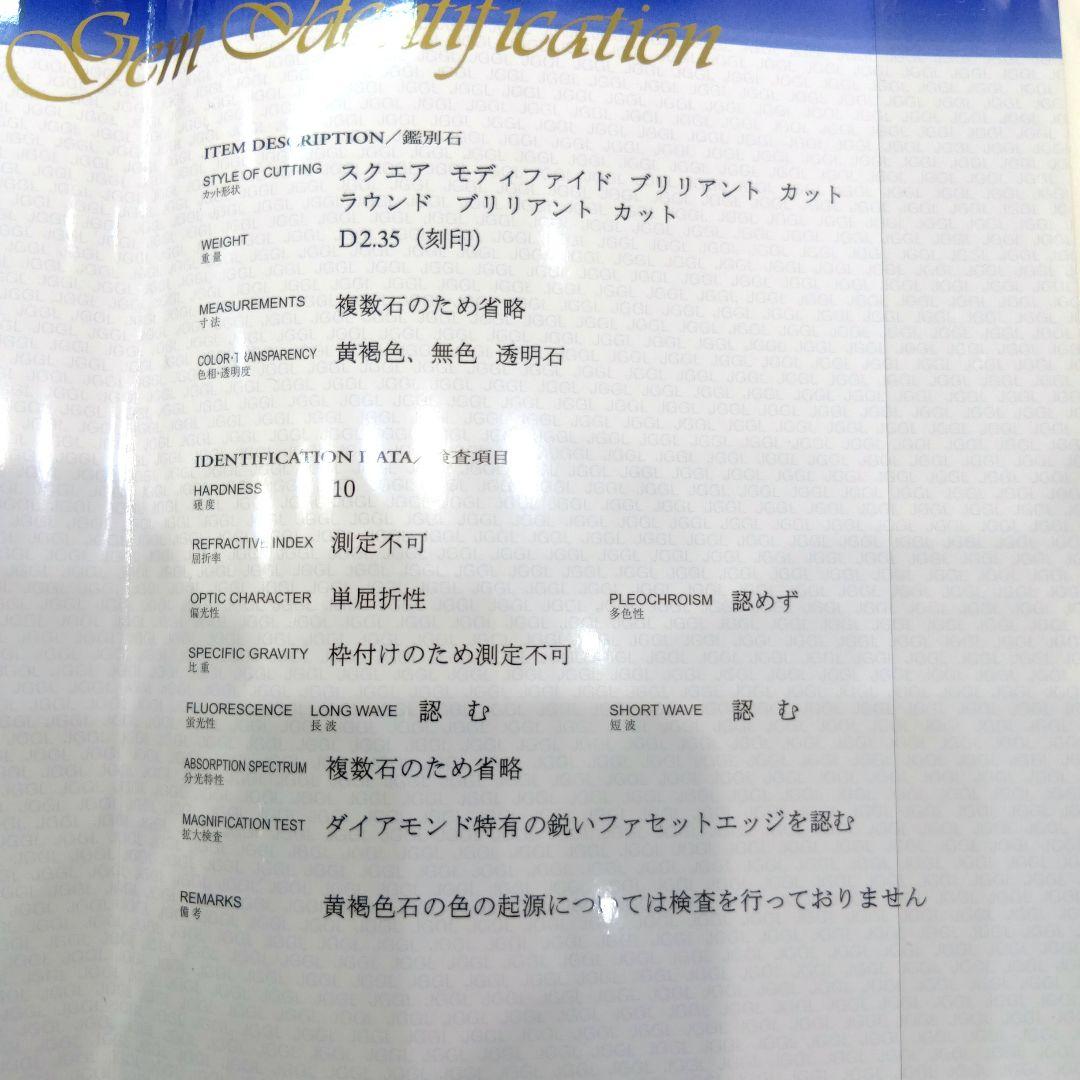 Gem Identification
ITEM DESCRIPTION/鑑別石
STYLE OF CUTTING スクエア モディファイド ブリリアント カット
カット形状
ラウンド ブリリアント カット
WEIGHT D2.35（刻印）
重量
MEASUREMENTS 複数石のため省略
寸法
COLOR・TRANSPARENCY 黄褐色、無色 透明石
色相・透明度
IDENTIFICATION DATA/検査項目
HARDNESS 10
硬度
REFRACTIVE INDEX 測定不可
屈折率
OPTIC CHARACTER 単屈折性 PLEOCHROISM 認めず
偏光性 多色性
SPECIFIC GRAVITY 枠付けのため測定不可
比重
FLUORESCENCE LONG WAVE 認 む SHORT WAVE 認 む
蛍光性 長波 短波
ABSORPTION SPECTRUM 複数石のため省略
分光特性
MAGNIFICATION TEST ダイアモンド特有の鋭いファセットエッジを認む
拡大検査
REMARKS 黄褐色石の色の起源については検査を行っておりません
備考